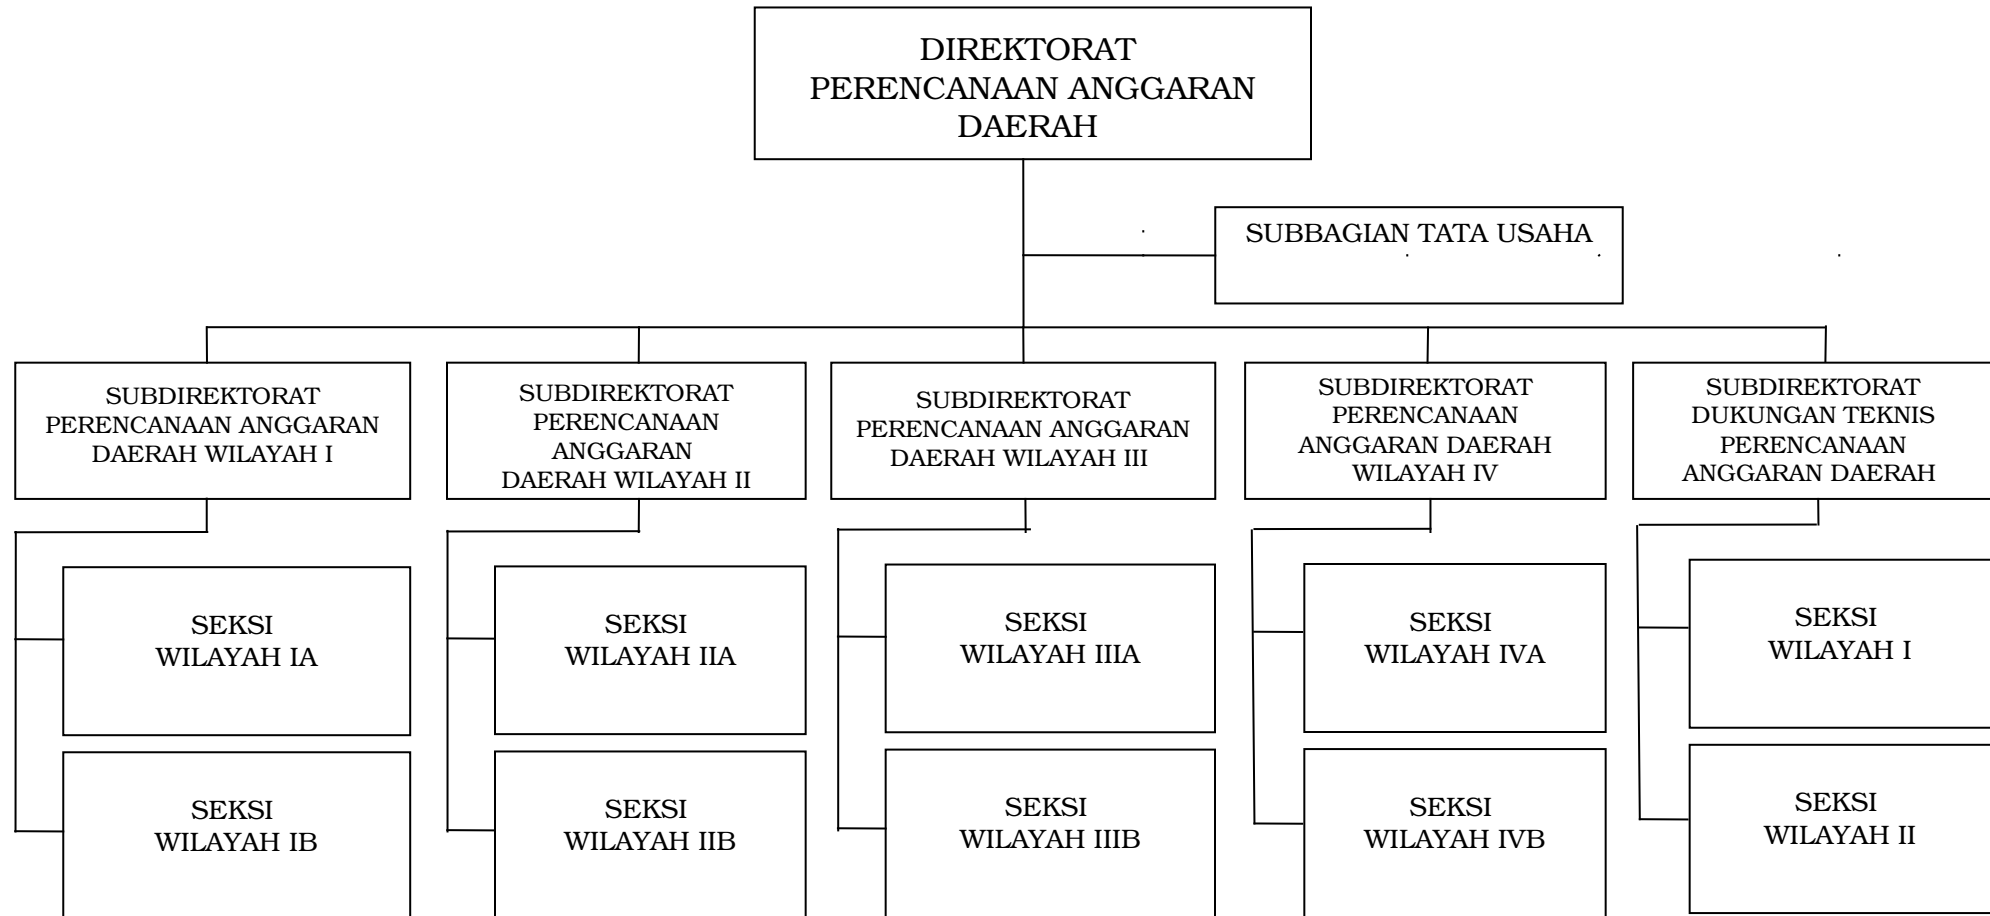 DIREKTORAT
PERENCANAAN ANGGARAN
DAERAH
SUBBAGIAN TATA USAHA
SUBDIREKTORAT
PERENCANAAN ANGGARAN
DAERAH WILAYAH I
SUBDIREKTORAT
PERENCANAAN
ANGGARAN
DAERAH WILAYAH II
SUBDIREKTORAT
PERENCANAAN ANGGARAN
DAERAH WILAYAH III
SUBDIREKTORAT
PERENCANAAN
ANGGARAN DAERAH
WILAYAH IV
SUBDIREKTORAT
DUKUNGAN TEKNIS
PERENCANAAN
ANGGARAN DAERAH
SEKSI
WILAYAH IA
SEKSI
WILAYAH IIA
SEKSI
WILAYAH IIIA
SEKSI
WILAYAH IVA
SEKSI
WILAYAH I
SEKSI
WILAYAH IB
SEKSI
WILAYAH IIB
SEKSI
WILAYAH IIIB
SEKSI
WILAYAH IVB
SEKSI
WILAYAH II